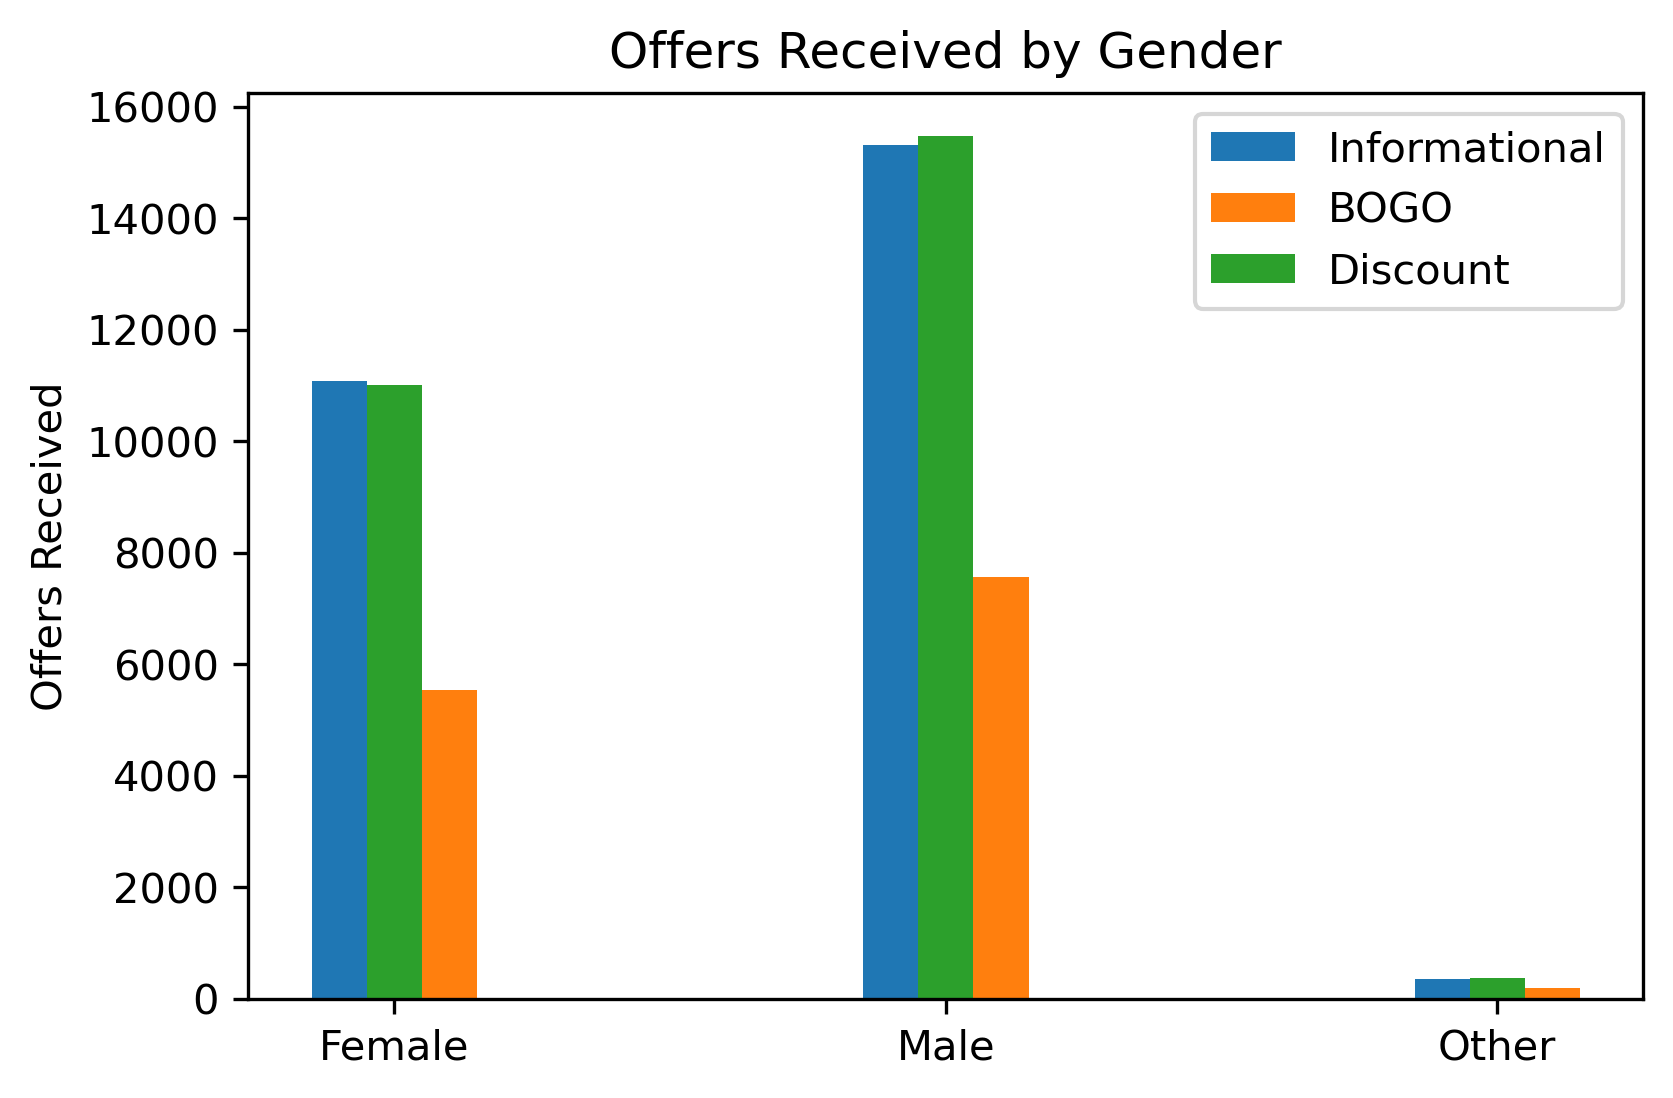 Offers Received by Gender
16000
14000
12000
10000
8000
6000
4000
2000
0
Offers Received
Informational
BOGO
Discount
Female
Male
Other